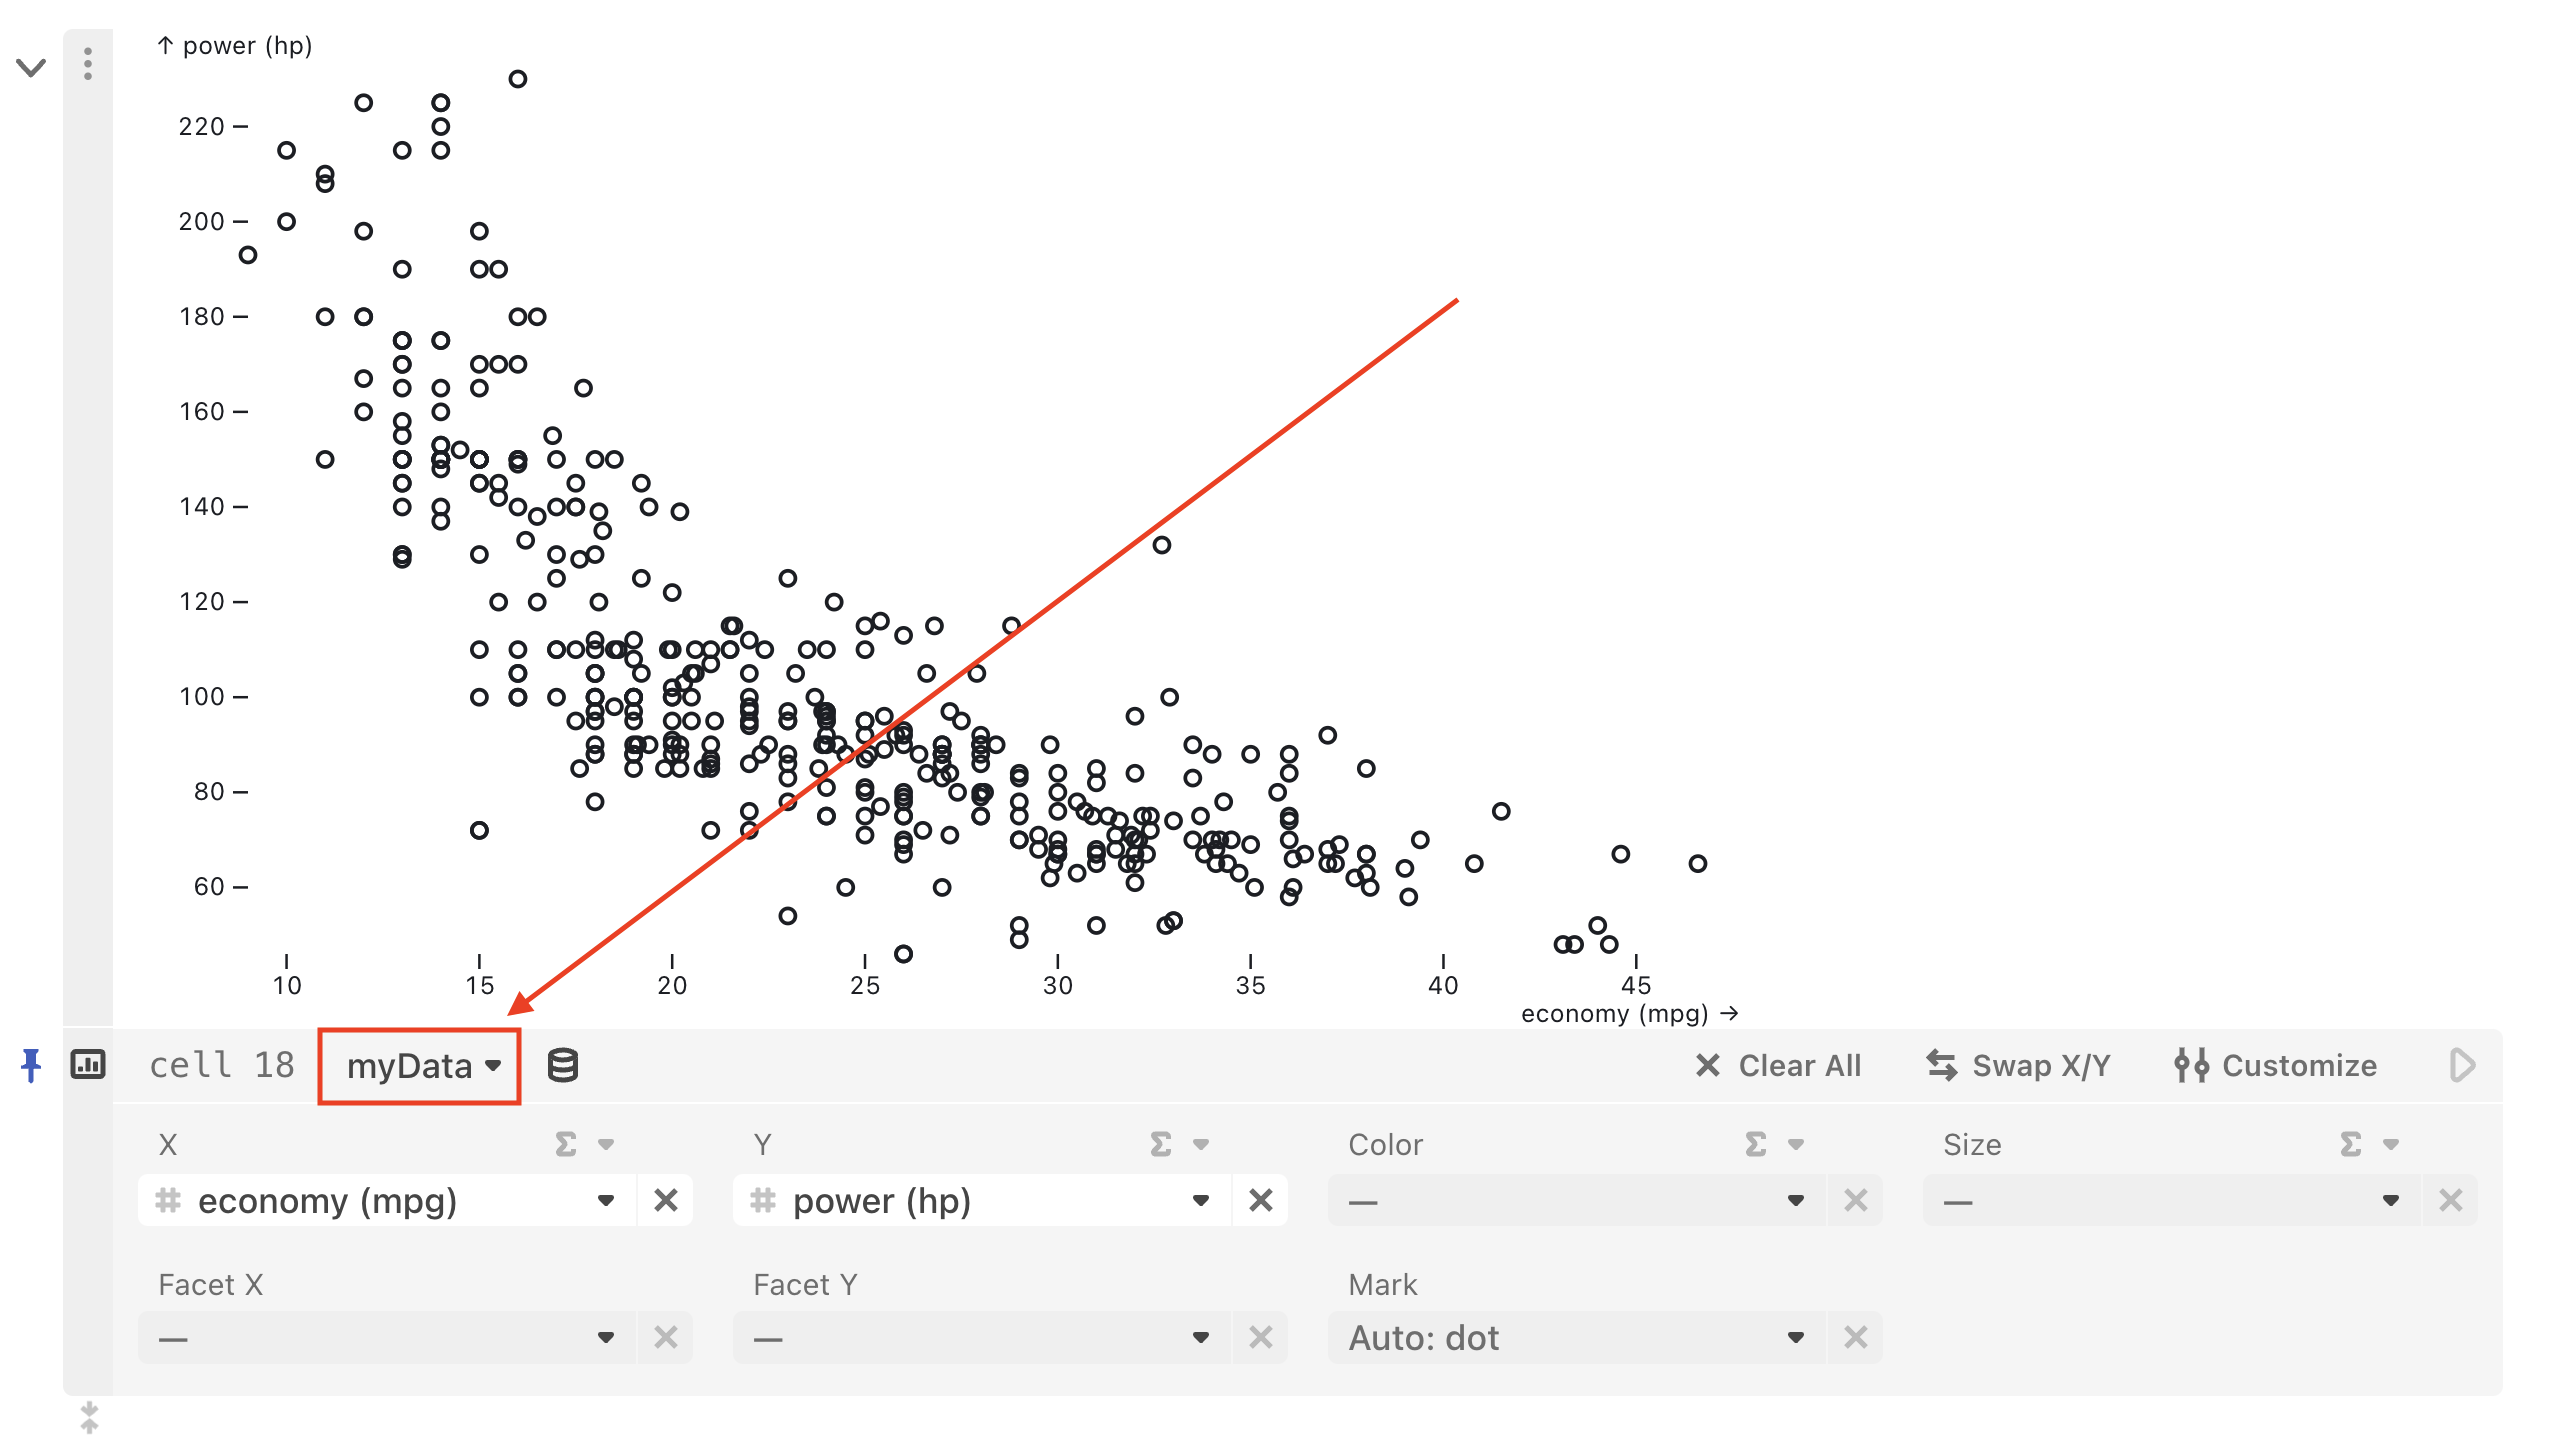 ↑ power (hp)
220
200
180
160
140
120
100
80
60
10 15 20 25 30 35 40 45
economy (mpg) →
cell 18 myData Clear All Swap X/Y Customize
X Σ Y Σ Color Σ Size Σ
# economy (mpg) # power (hp) — —
Facet X Facet Y Mark
— — Auto: dot